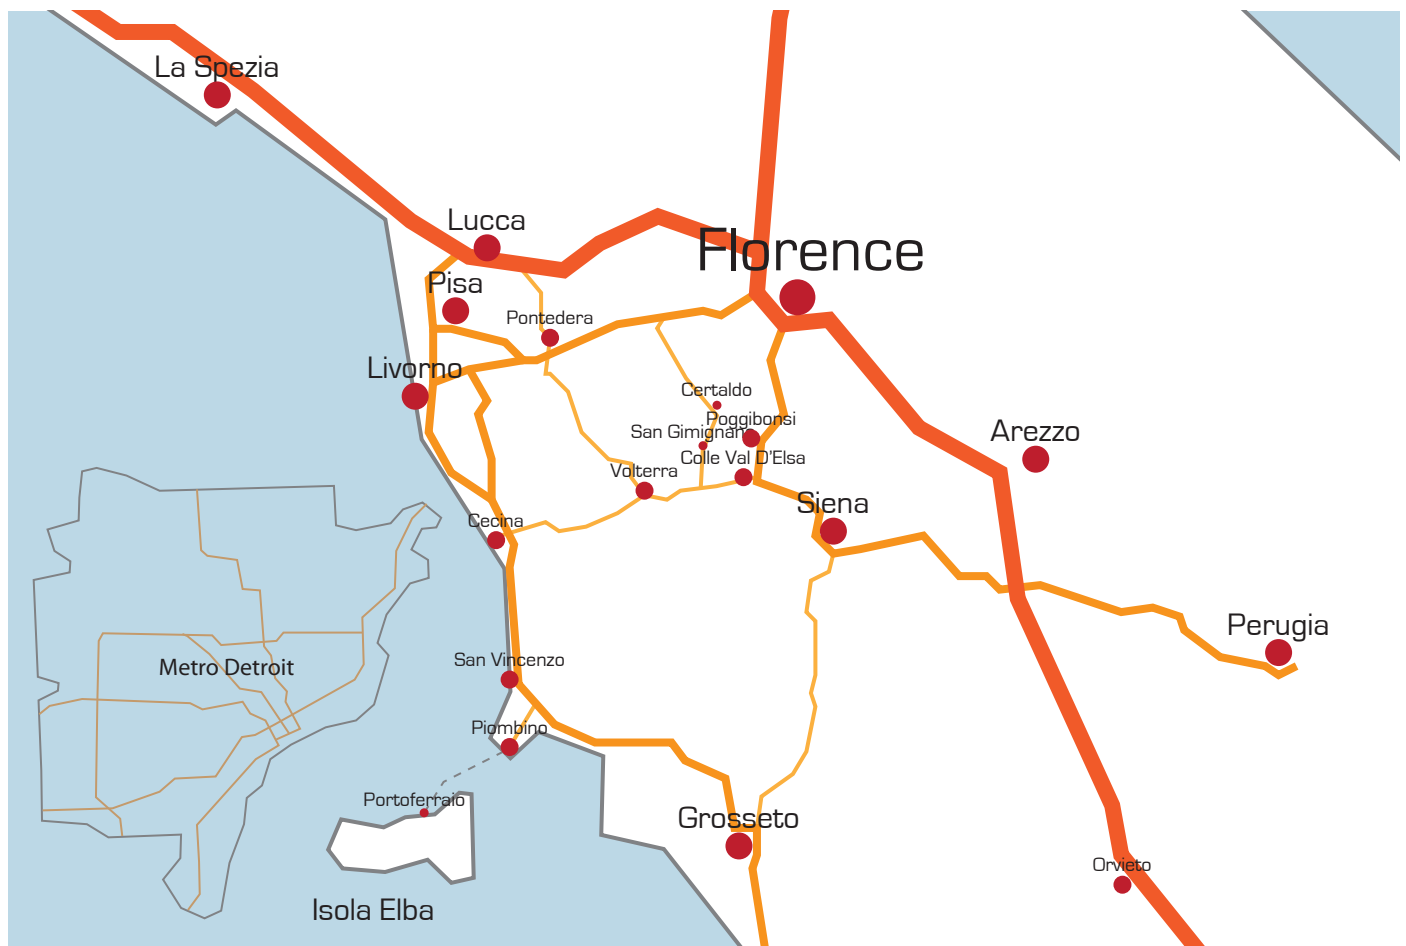 La Spezia
Lucca
Florence
Pisa
Pontedera
Livorno
Certaldo
Poggibonsi
San Gimignano
Arezzo
Colle Val D'Elsa
Volterra
Siena
Cecina
Perugia
San Vincenzo
Metro Detroit
Piombino
Portoferraio
Grosseto
Orvieto
Isola Elba